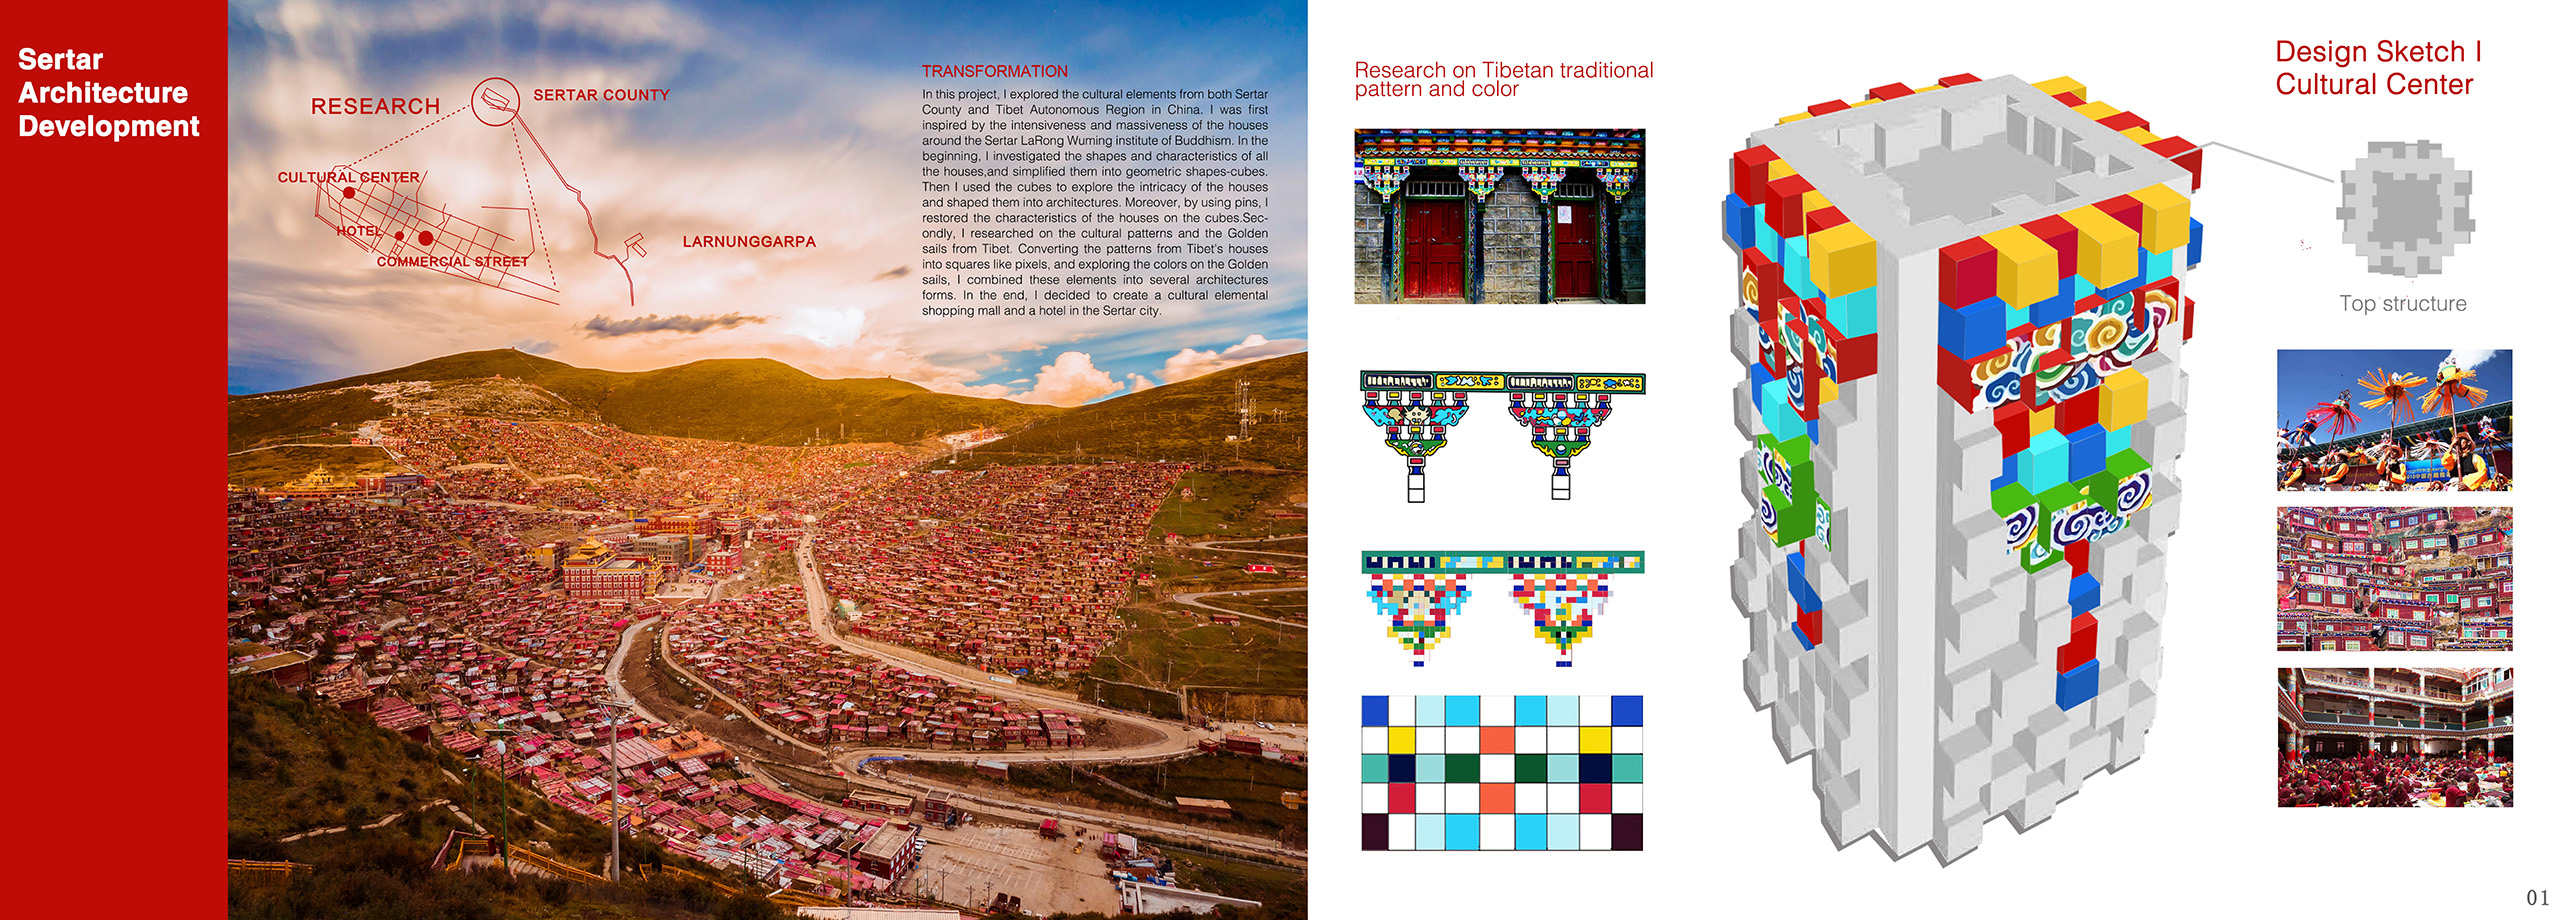 Sertar
Architecture
Development
RESEARCH
SERTAR COUNTY
CULTURAL CENTER
HOTEL
COMMERCIAL STREET
LARNUNGGARPA
TRANSFORMATION
In this project, I explored the cultural elements from both Sertar
County and Tibet Autonomous Region in China. I was first
inspired by the intensiveness and massiveness of the houses
around the Sertar LaRong Wuming institute of Buddhism. In the
beginning, I investigated the shapes and characteristics of all
the houses,and simplified them into geometric shapes-cubes.
Then I used the cubes to explore the intricacy of the houses
and shaped them into architectures. Moreover, by using pins, I
restored the characteristics of the houses on the cubes.Sec-
ondly, I researched on the cultural patterns and the Golden
sails from Tibet. Converting the patterns from Tibet's houses
into squares like pixels, and exploring the colors on the Golden
sails, I combined these elements into several architectures
forms. In the end, I decided to create a cultural elemental
shopping mall and a hotel in the Sertar city.
Research on Tibetan traditional
pattern and color
Design Sketch I
Cultural Center
Top structure
01